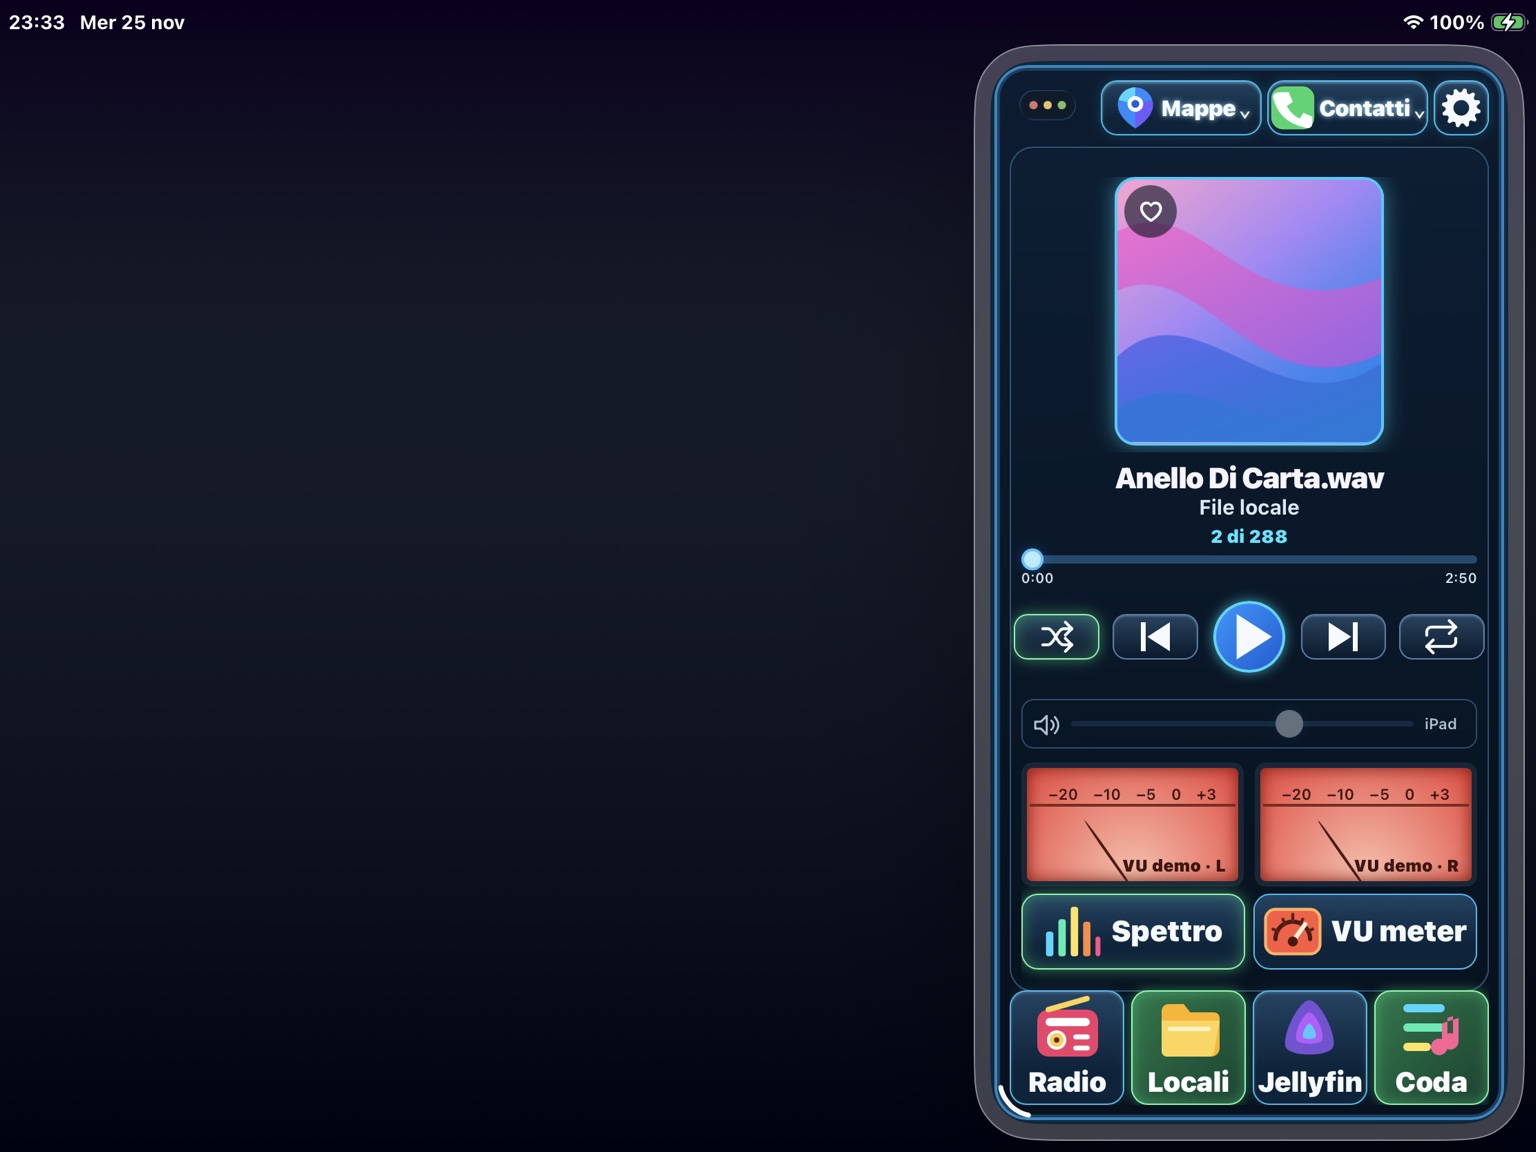 23:33 Mer 25 nov
100%
Mappe
Contatti
Anello Di Carta.wav
File locale
2 di 288
0:00 2:50
iPad
−20 −10 −5 0 +3
VU demo · L
−20 −10 −5 0 +3
VU demo · R
Spettro
VU meter
Radio
Locali
Jellyfin
Coda